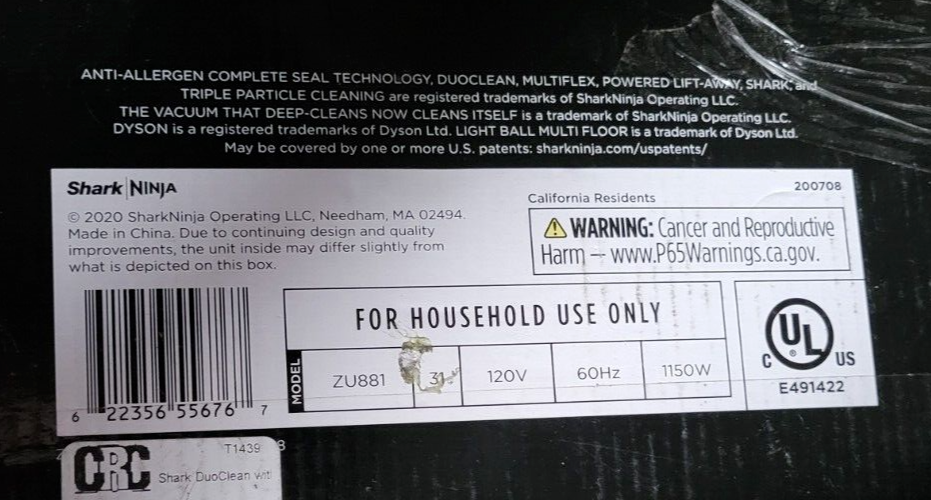 ANTI-ALLERGEN COMPLETE SEAL TECHNOLOGY, DUOCLEAN, MULTIFLEX, POWERED LIFT-AWAY, SHARK, and
TRIPLE PARTICLE CLEANING are registered trademarks of SharkNinja Operating LLC.
THE VACUUM THAT DEEP-CLEANS NOW CLEANS ITSELF is a trademark of SharkNinja Operating LLC.
DYSON is a registered trademarks of Dyson Ltd. LIGHT BALL MULTI FLOOR is a trademark of Dyson Ltd.
May be covered by one or more U.S. patents: sharkninja.com/uspatents/
Shark | NINJA
© 2020 SharkNinja Operating LLC, Needham, MA 02494.
Made in China. Due to continuing design and quality
improvements, the unit inside may differ slightly from
what is depicted on this box.
200708
California Residents
⚠ WARNING: Cancer and Reproductive
Harm – www.P65Warnings.ca.gov.
6 22356 55676 7
FOR HOUSEHOLD USE ONLY
MODEL
ZU881 31 120V 60Hz 1150W
C UL ® US
E491422
CRC T1439
Shark DuoClean wit